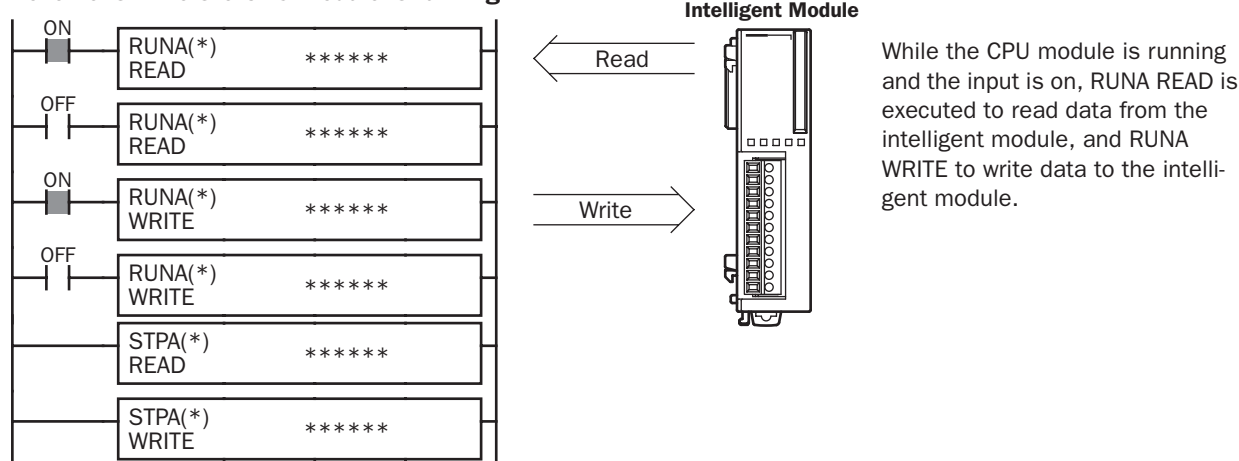 Intelligent Module
ON
RUNA(*) ******
READ
OFF
RUNA(*) ******
READ
ON
RUNA(*) ******
WRITE
OFF
RUNA(*) ******
WRITE
STPA(*) ******
READ
STPA(*) ******
WRITE
Read
Write
While the CPU module is running
and the input is on, RUNA READ is
executed to read data from the
intelligent module, and RUNA
WRITE to write data to the intelli-
gent module.